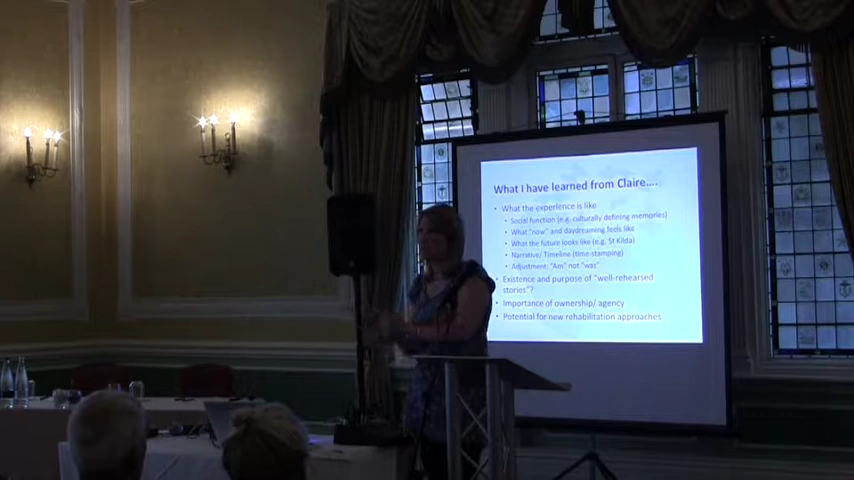 What I have learned from Claire....
• What the experience is like
• Social function (e.g. culturally defining memories)
• What "now" and daydreaming feels like
• What the future looks like (e.g. St Kilda)
• Narrative/ Timeline (time-stamping)
• Adjustment: "Am" not "was"
• Existence and purpose of "well-rehearsed
stories"?
• Importance of ownership/ agency
• Potential for new rehabilitation approaches